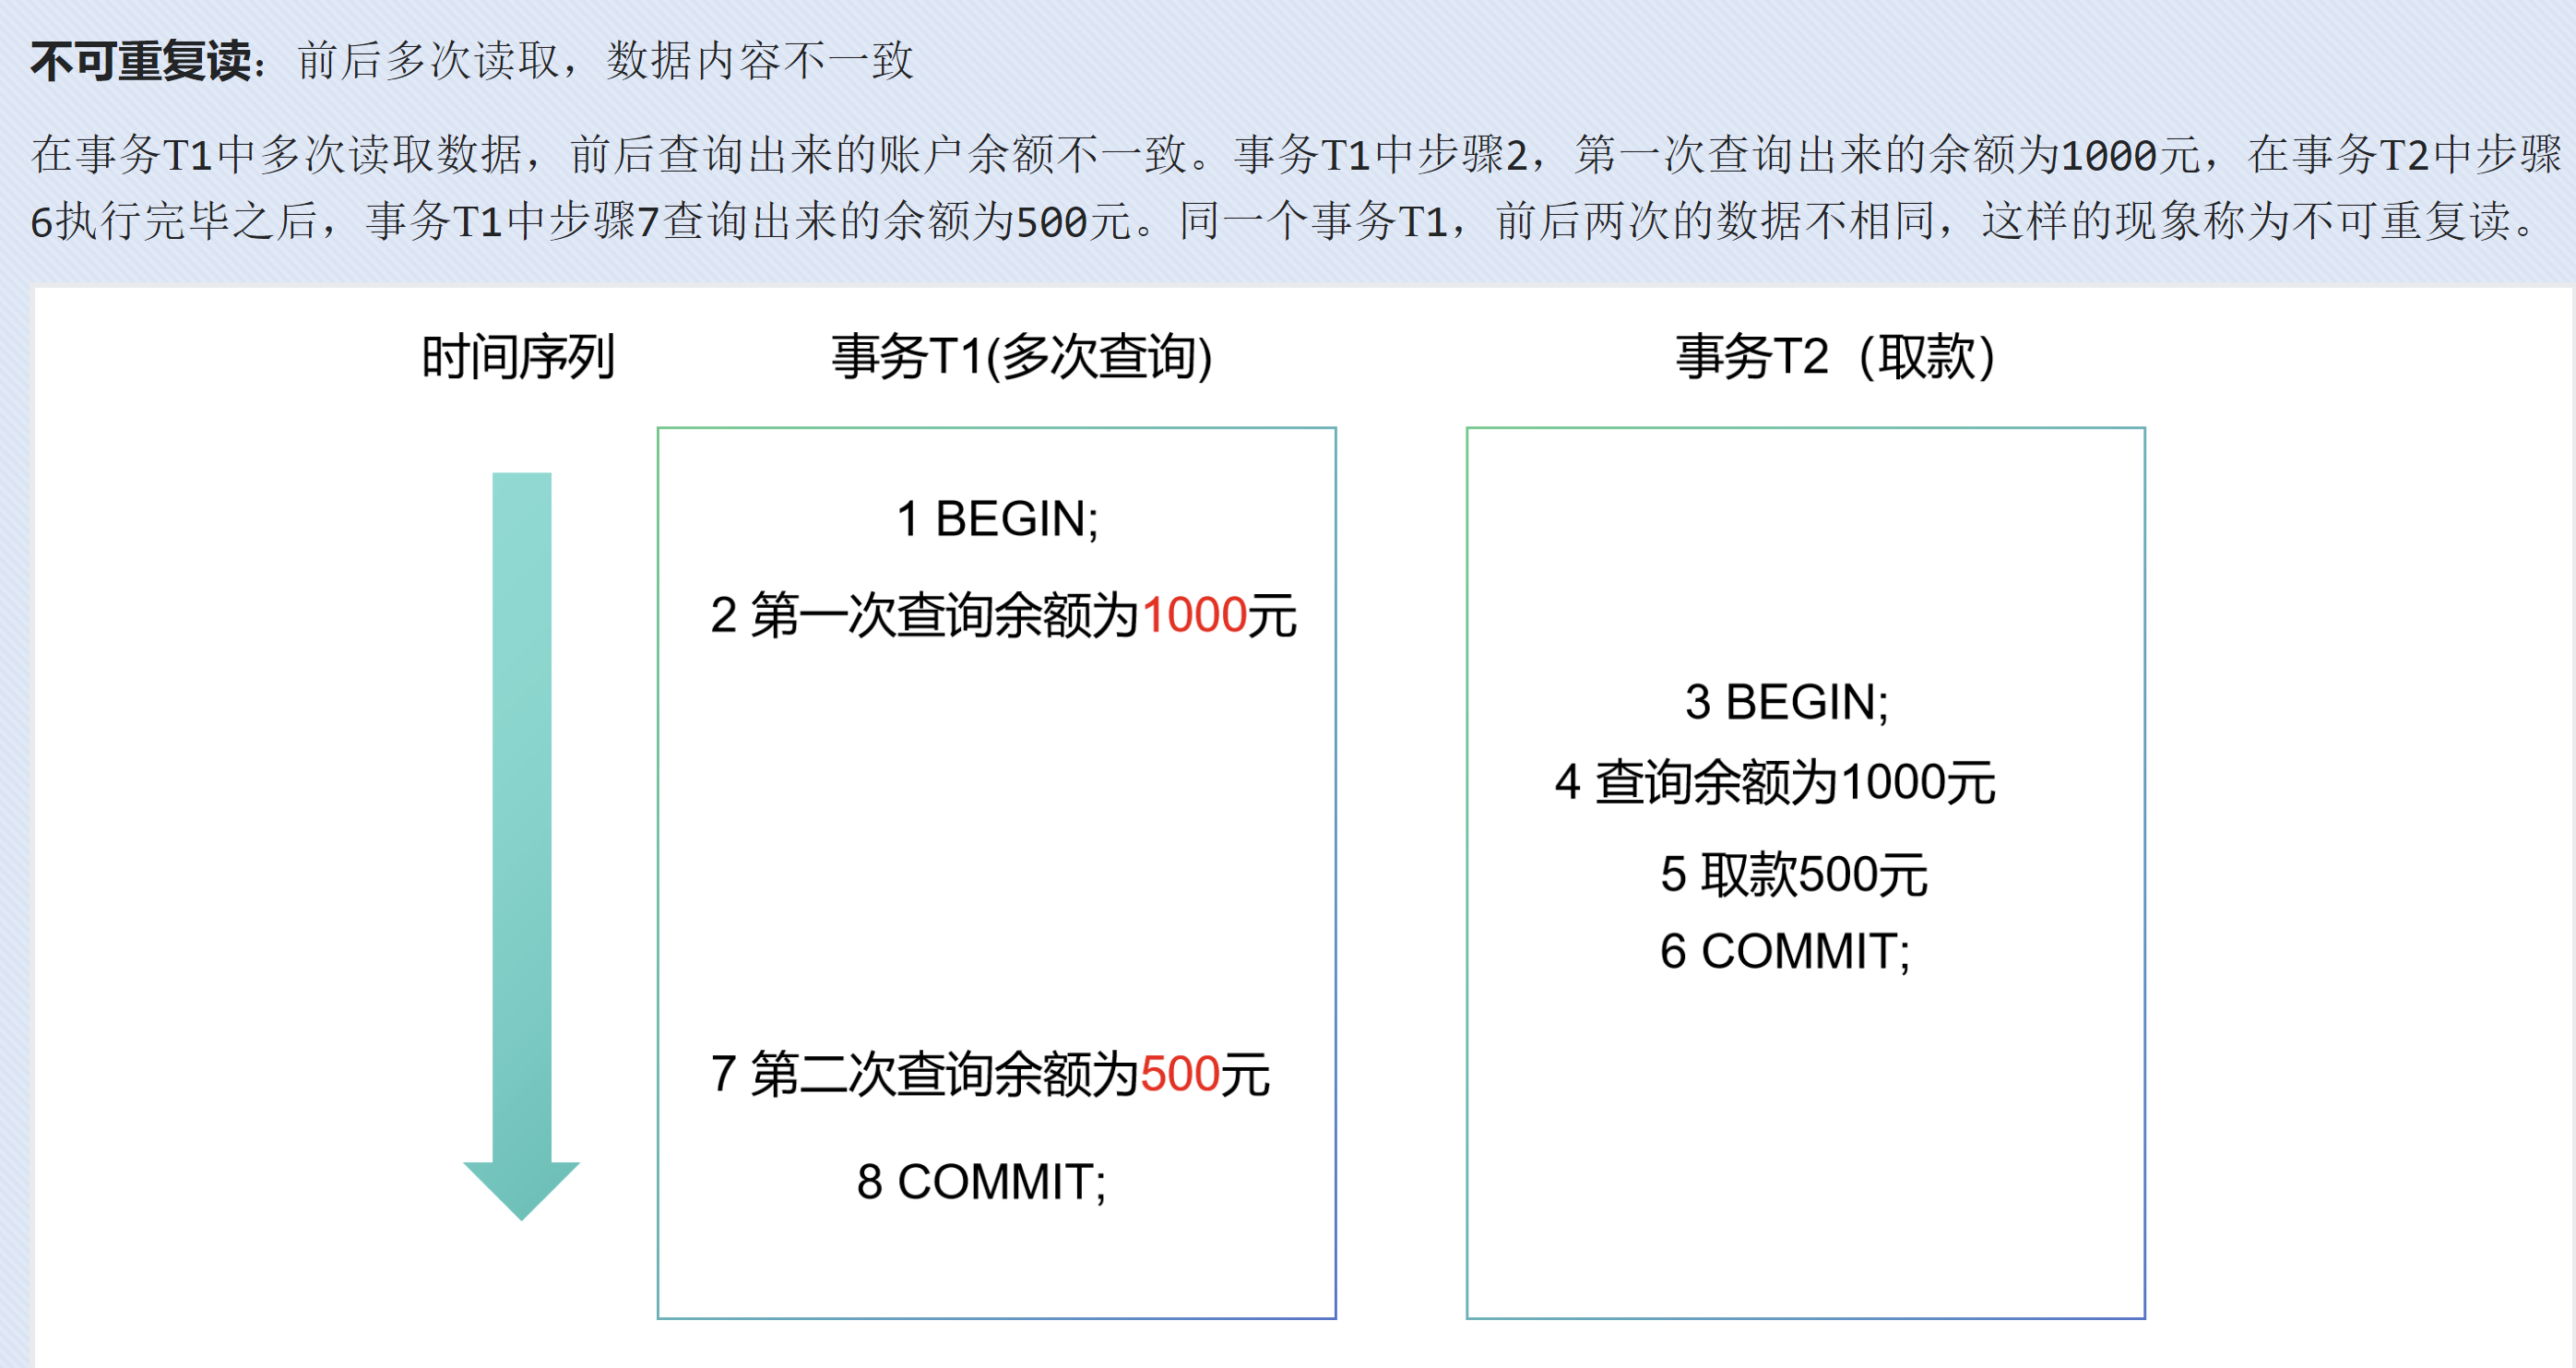 不可重复读：前后多次读取，数据内容不一致
在事务T1中多次读取数据，前后查询出来的账户余额不一致。事务T1中步骤2，第一次查询出来的余额为1000元，在事务T2中步骤
6执行完毕之后，事务T1中步骤7查询出来的余额为500元。同一个事务T1，前后两次的数据不相同，这样的现象称为不可重复读。
时间序列 事务T1(多次查询) 事务T2（取款）
1 BEGIN;
2 第一次查询余额为1000元
3 BEGIN;
4 查询余额为1000元
5 取款500元
6 COMMIT;
7 第二次查询余额为500元
8 COMMIT;